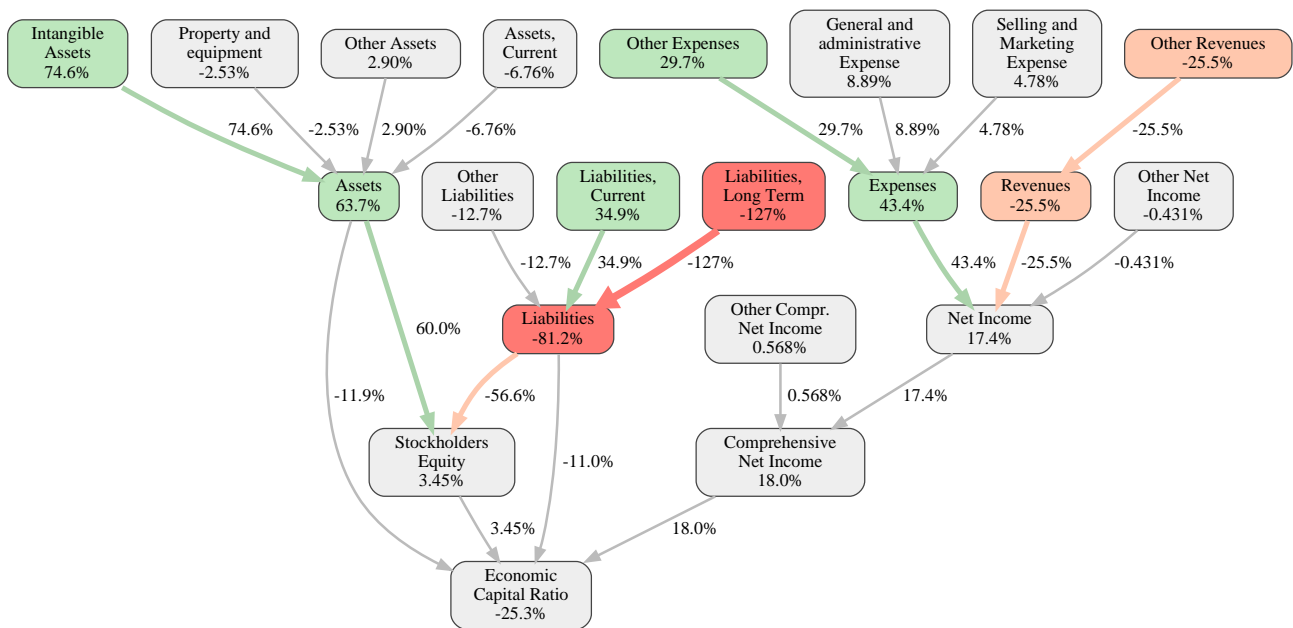 Intangible
Assets
74.6%
Property and
equipment
-2.53%
Other Assets
2.90%
Assets,
Current
-6.76%
Other Expenses
29.7%
General and
administrative
Expense
8.89%
Selling and
Marketing
Expense
4.78%
Other Revenues
-25.5%
74.6%
-2.53%
2.90%
-6.76%
29.7%
8.89%
4.78%
-25.5%
Assets
63.7%
Other
Liabilities
-12.7%
Liabilities,
Current
34.9%
Liabilities,
Long Term
-127%
Expenses
43.4%
Revenues
-25.5%
Other Net
Income
-0.431%
-12.7%
34.9%
-127%
43.4%
-25.5%
-0.431%
60.0%
Liabilities
-81.2%
Other Compr.
Net Income
0.568%
Net Income
17.4%
-11.9%
-56.6%
0.568%
17.4%
Stockholders
Equity
3.45%
-11.0%
Comprehensive
Net Income
18.0%
3.45%
18.0%
Economic
Capital Ratio
-25.3%